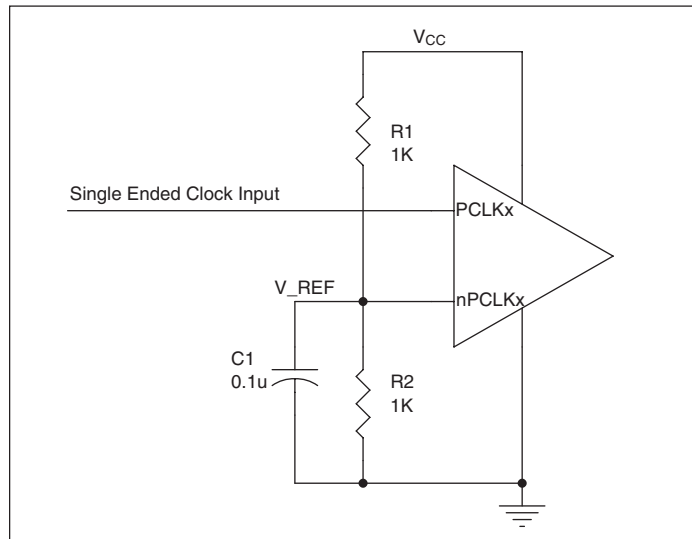 VCC
R1
1K
Single Ended Clock Input
PCLKx
V_REF
nPCLKx
C1
0.1u
R2
1K